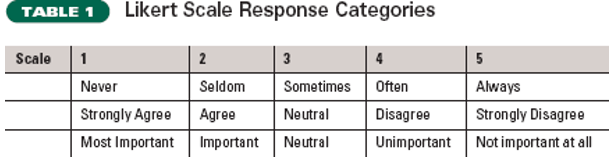 TABLE 1 Likert Scale Response Categories
Scale 1 2 3 4 5
Never Seldom Sometimes Often Always
Strongly Agree Agree Neutral Disagree Strongly Disagree
Most Important Important Neutral Unimportant Not important at all